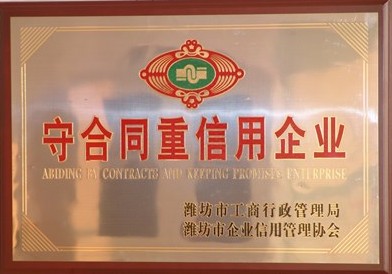 守合同重信用企业
ABIDING BY CONTRACTS AND KEEPING PROMISES ENTERPRISE
潍坊市工商行政管理局
潍坊市企业信用管理协会